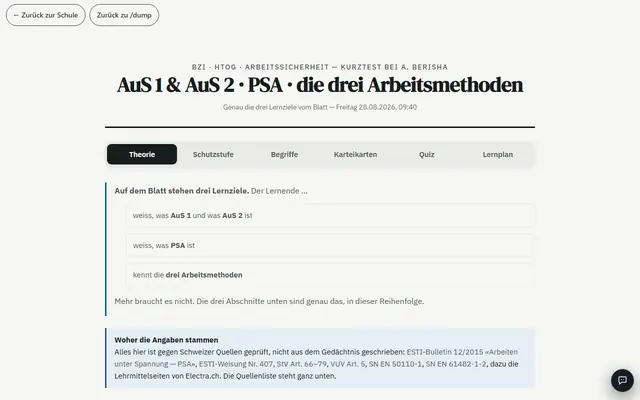 ← Zurück zur Schule
Zurück zu /dump
BZI · HTOG · ARBEITSSICHERHEIT — KURZTEST BEI A. BERISHA
AuS 1 & AuS 2 · PSA · die drei Arbeitsmethoden
Genau die drei Lernziele vom Blatt — Freitag 28.08.2026, 09:40
Theorie
Schutzstufe
Begriffe
Karteikarten
Quiz
Lernplan
Auf dem Blatt stehen drei Lernziele. Der Lernende …
weiss, was AuS 1 und was AuS 2 ist
weiss, was PSA ist
kennt die drei Arbeitsmethoden
Mehr braucht es nicht. Die drei Abschnitte unten sind genau das, in dieser Reihenfolge.
Woher die Angaben stammen
Alles hier ist gegen Schweizer Quellen geprüft, nicht aus dem Gedächtnis geschrieben: ESTI-Bulletin 12/2015 «Arbeiten
unter Spannung — PSA», ESTI-Weisung Nr. 407, StV Art. 66–79, VUV Art. 5, SN EN 50110-1, SN EN 61482-1-2, dazu die
Lehrmittelseiten von Electra.ch. Die Quellenliste steht ganz unten.